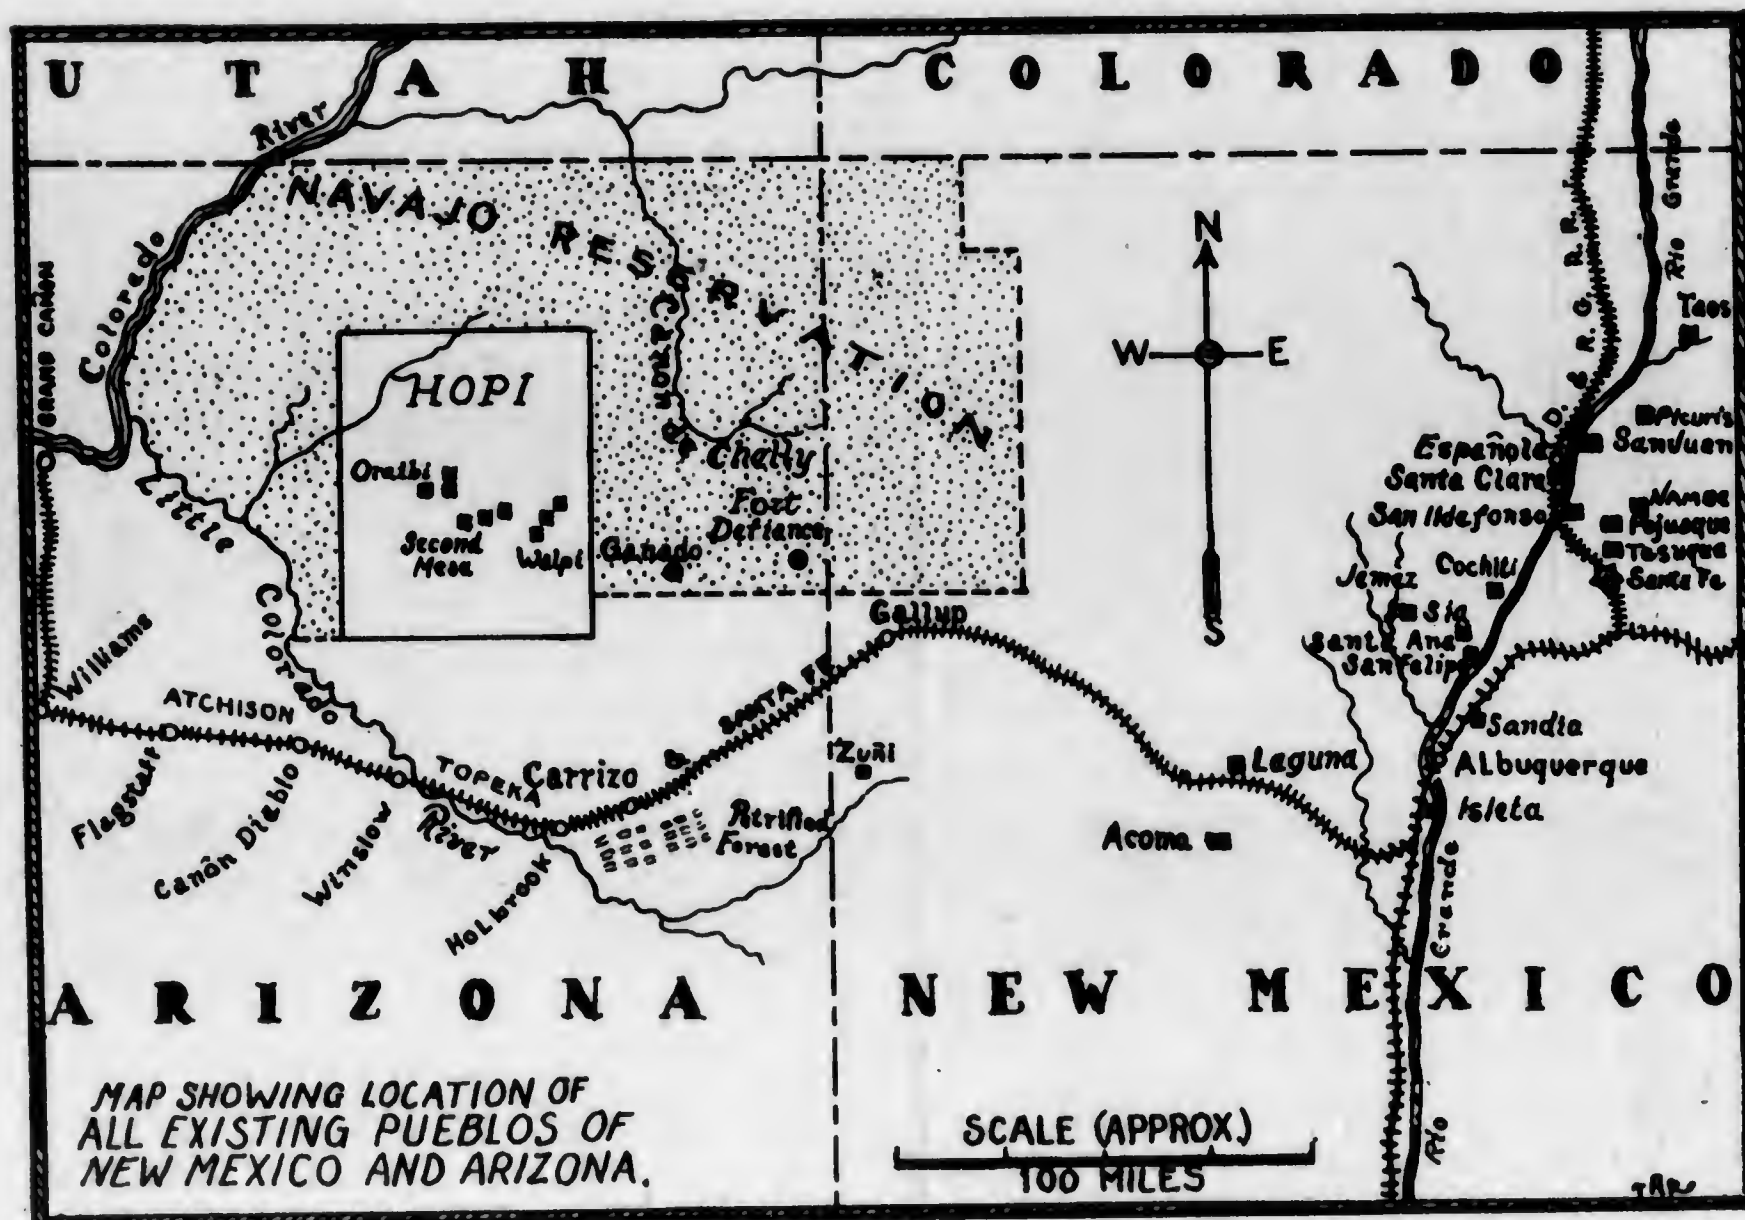 UTAH
COLORADO
Colorado River
NAVAJO RESERVATION
GRAND CAÑON
HOPI
Oraibi
Second
Mesa
Walpi
Ganado
CAÑON
De
Chelly
Fort
Defiance
N
W E
S
D. & R. G. R. R.
Rio Grande
Taos
Picuris
San Juan
Española
Santa Clara
San Ildefonso
NAMBE
Pojuaque
Tesuque
Santa Fe
Jemez
Cochiti
Sia
Santa Ana
San Felipe
Sandia
Albuquerque
Isleta
Laguna
Acoma
Gallup
Zuñi
Little Colorado River
Williams
ATCHISON TOPEKA & SANTA FE
Flagstaff
Canôn Diablo
Winslow
Holbrook
Carrizo
Petrified
Forest
Rio Grande
ARIZONA
NEW MEXICO
MAP SHOWING LOCATION OF
ALL EXISTING PUEBLOS OF
NEW MEXICO AND ARIZONA.
SCALE (APPROX.)
100 MILES